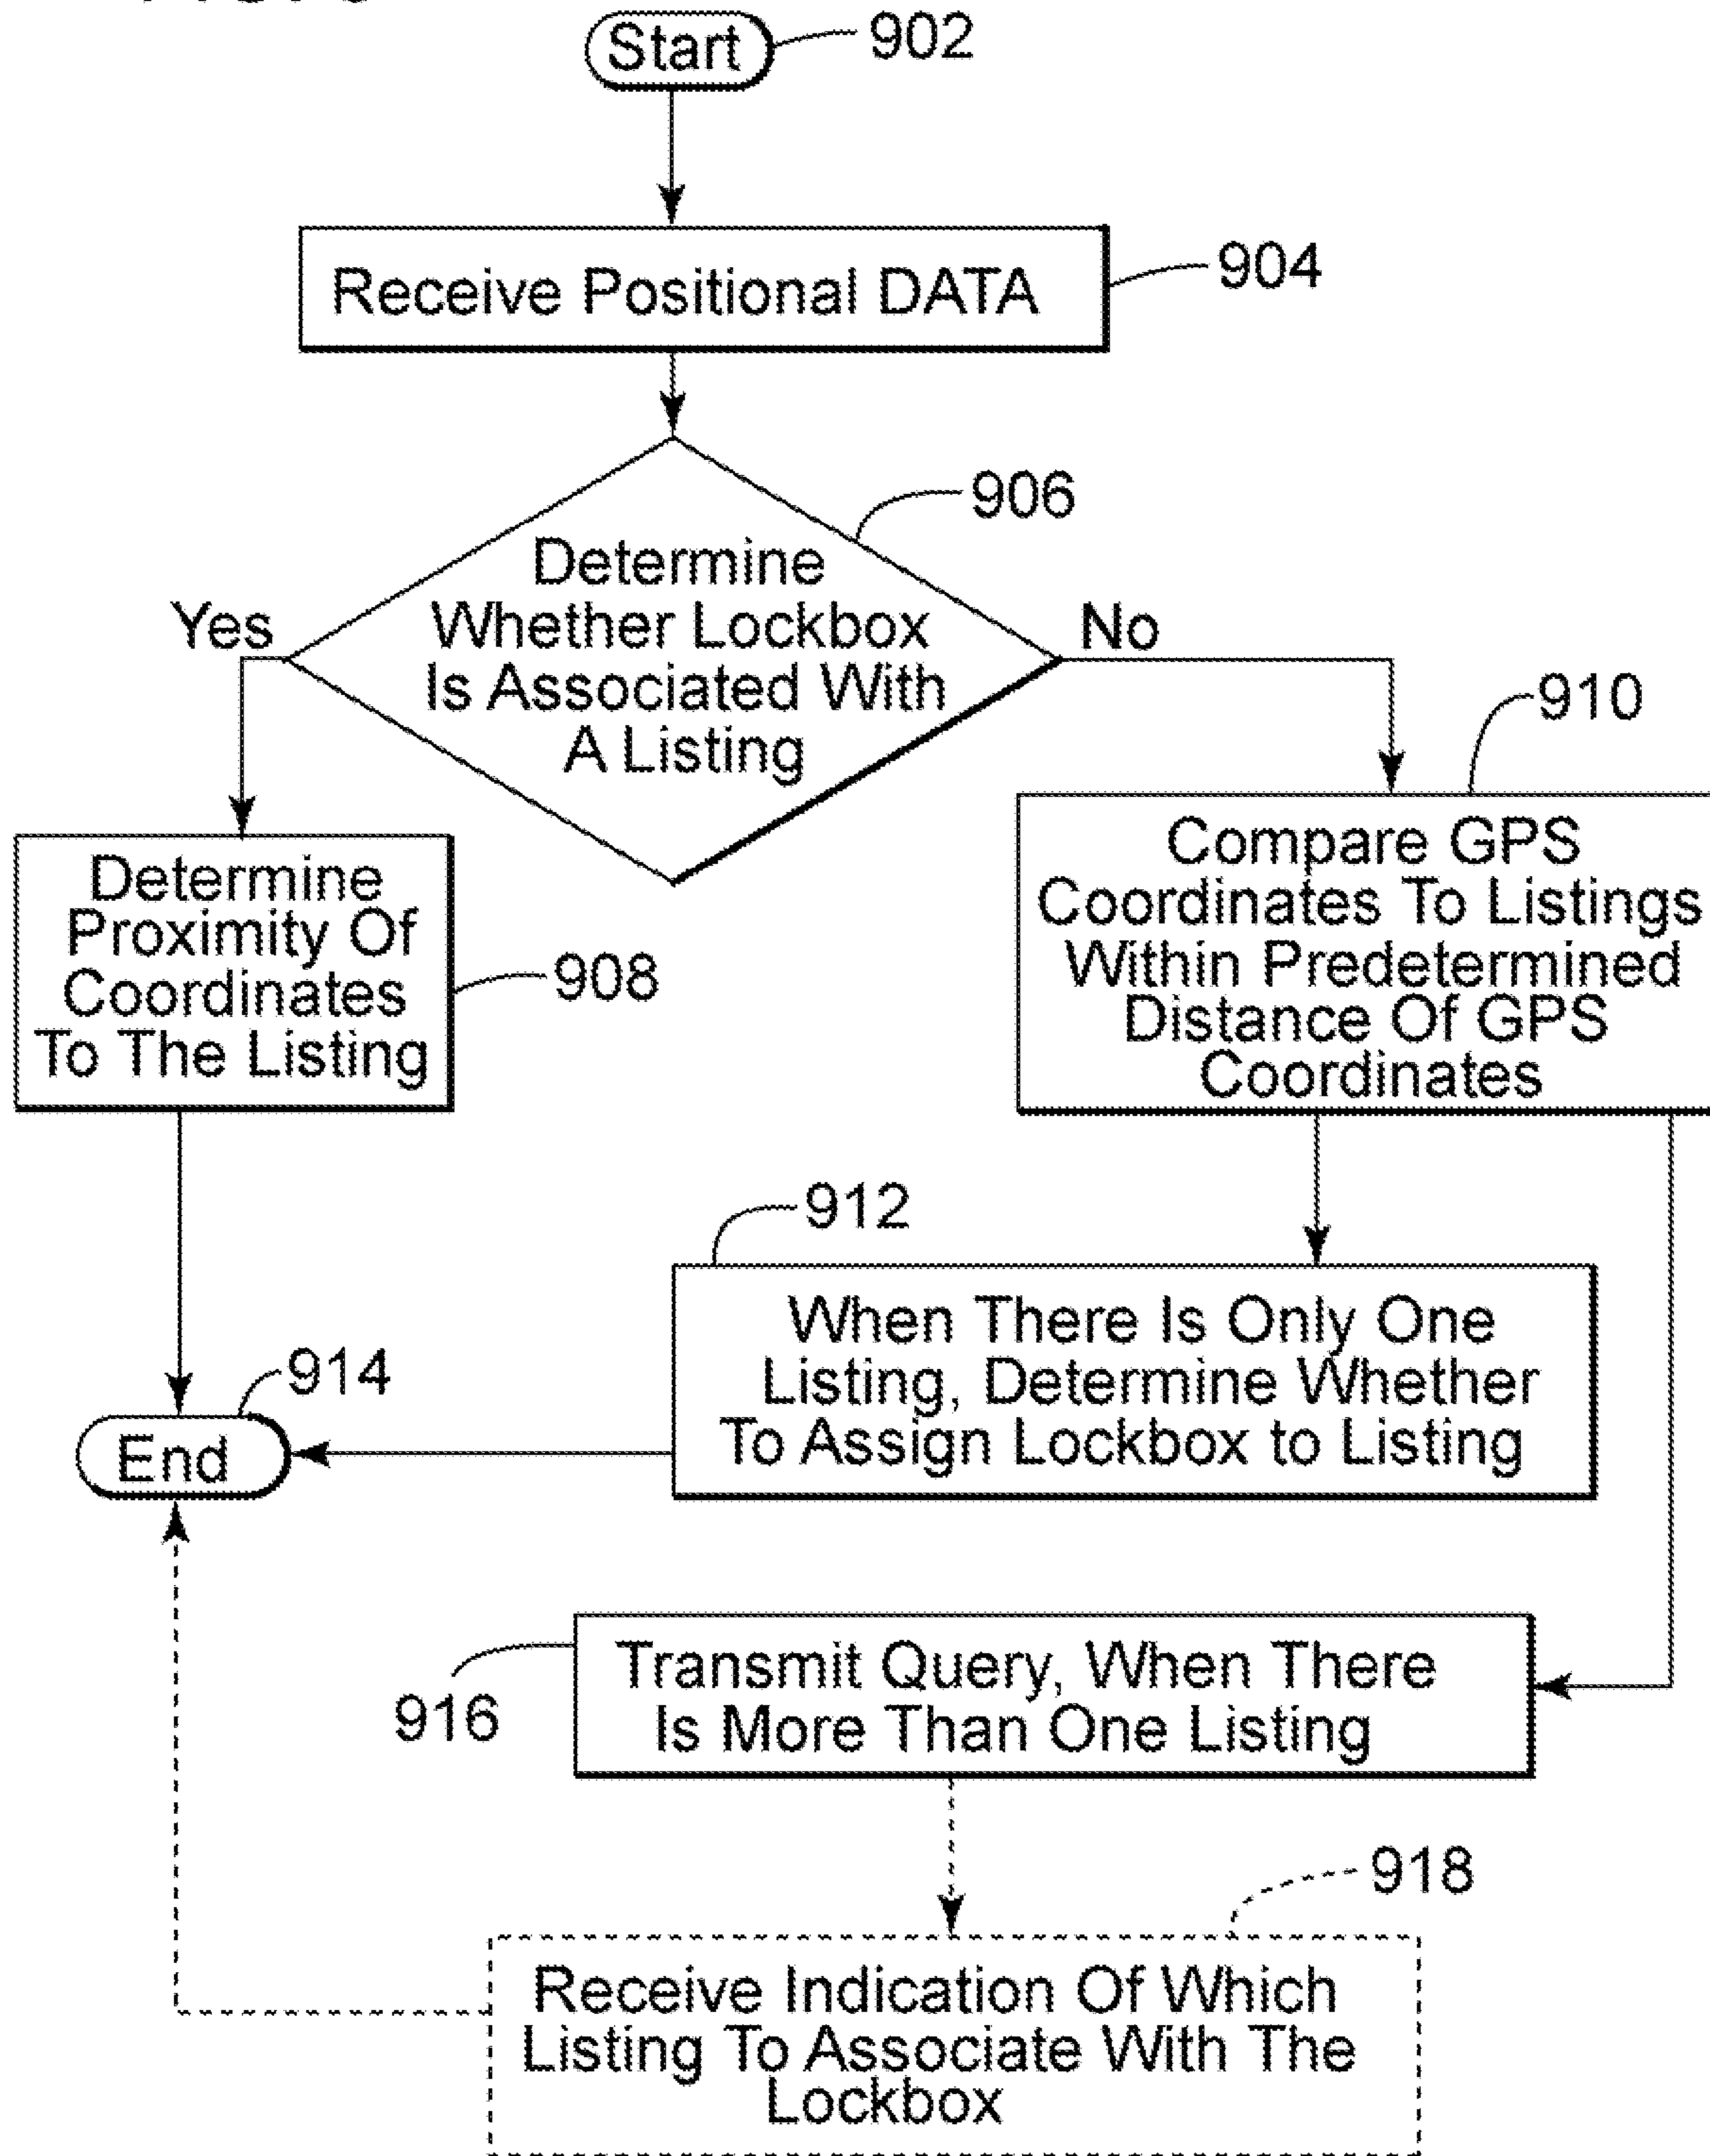 Start
902
Receive Positional DATA
904
906
Determine
Whether Lockbox
Is Associated With
A Listing
Yes
No
910
Determine
Proximity Of
Coordinates
To The Listing
908
Compare GPS
Coordinates To Listings
Within Predetermined
Distance Of GPS
Coordinates
912
When There Is Only One
Listing, Determine Whether
To Assign Lockbox to Listing
914
End
Transmit Query, When There
Is More Than One Listing
916
918
Receive Indication Of Which
Listing To Associate With The
Lockbox